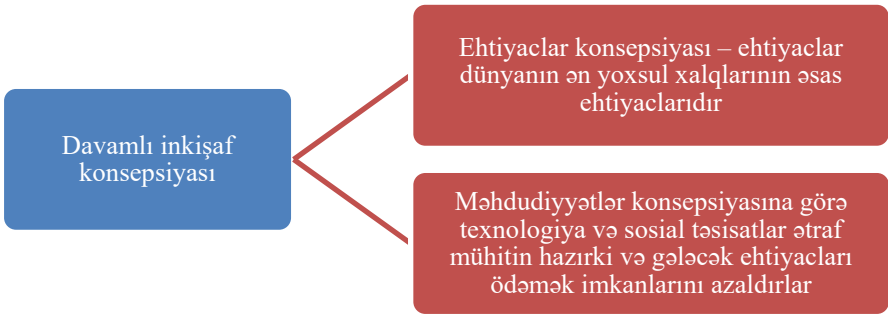 Davamlı inkişaf
konsepsiyası
Ehtiyaclar konsepsiyası – ehtiyaclar
dünyanın ən yoxsul xalqlarının əsas
ehtiyaclarıdır
Məhdudiyyətlər konsepsiyasına görə
texnologiya və sosial təsisatlar ətraf
mühitin hazırki və gələcək ehtiyacları
ödəmək imkanlarını azaldırlar